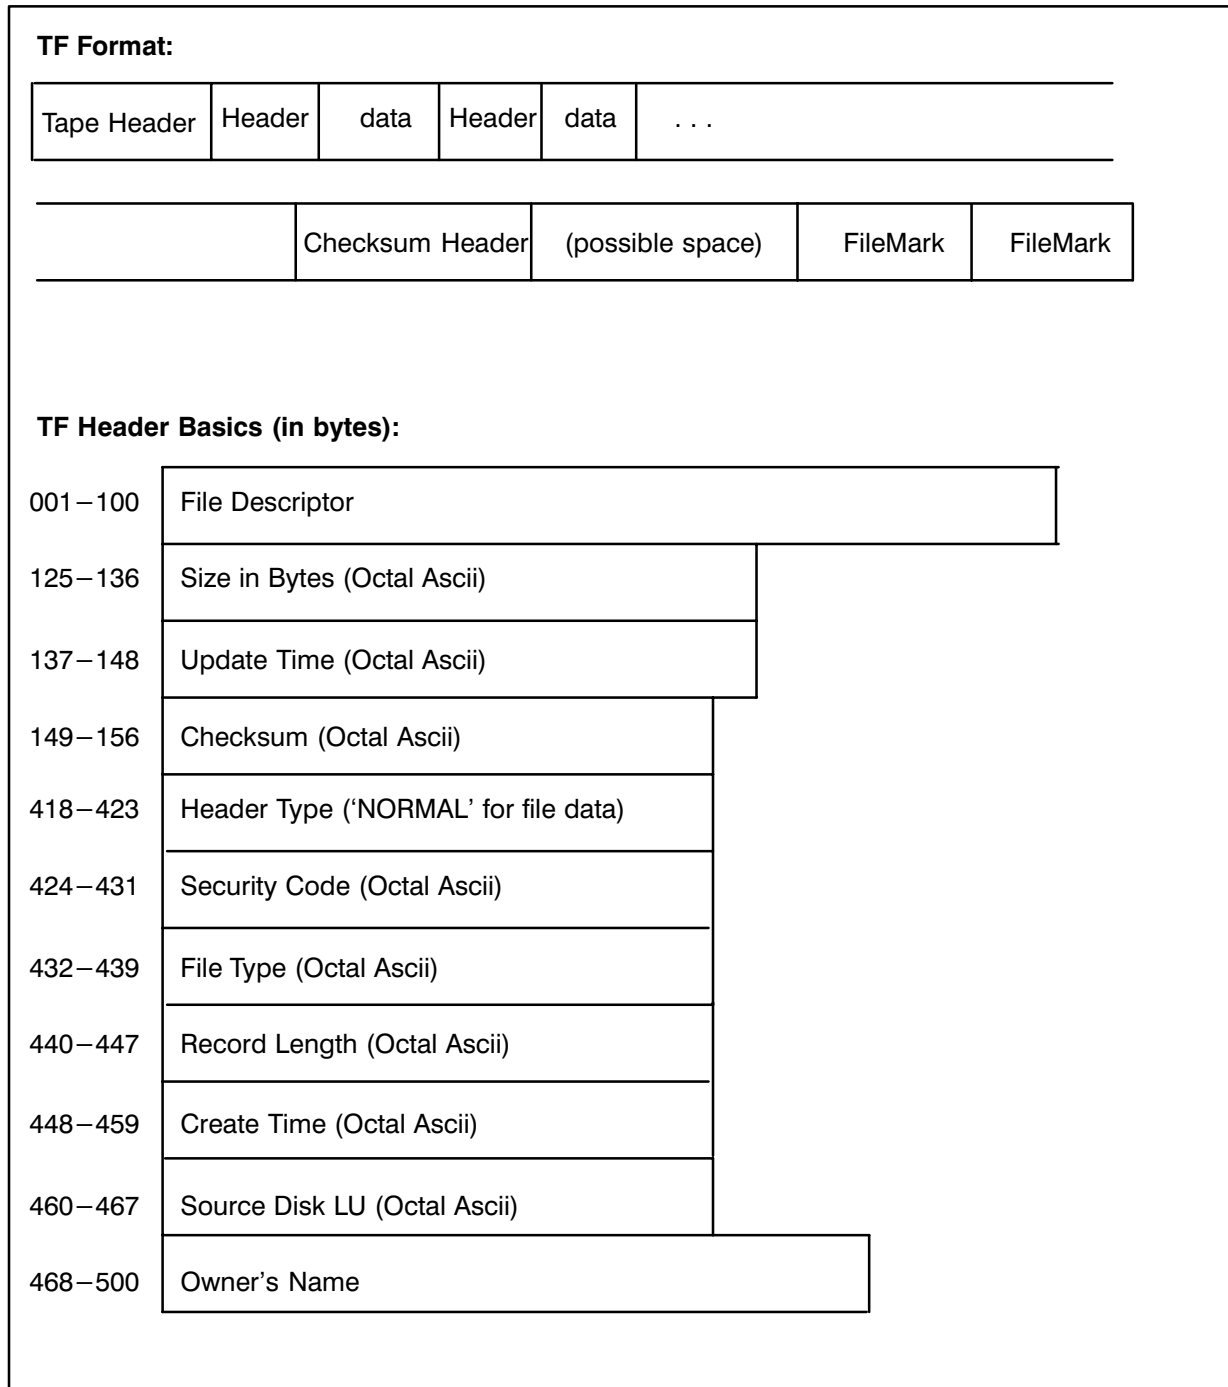 TF Format:
Tape Header Header data Header data . . .
Checksum Header (possible space) FileMark FileMark
TF Header Basics (in bytes):
001−100 File Descriptor
125−136 Size in Bytes (Octal Ascii)
137−148 Update Time (Octal Ascii)
149−156 Checksum (Octal Ascii)
418−423 Header Type (‘NORMAL’ for file data)
424−431 Security Code (Octal Ascii)
432−439 File Type (Octal Ascii)
440−447 Record Length (Octal Ascii)
448−459 Create Time (Octal Ascii)
460−467 Source Disk LU (Octal Ascii)
468−500 Owner’s Name